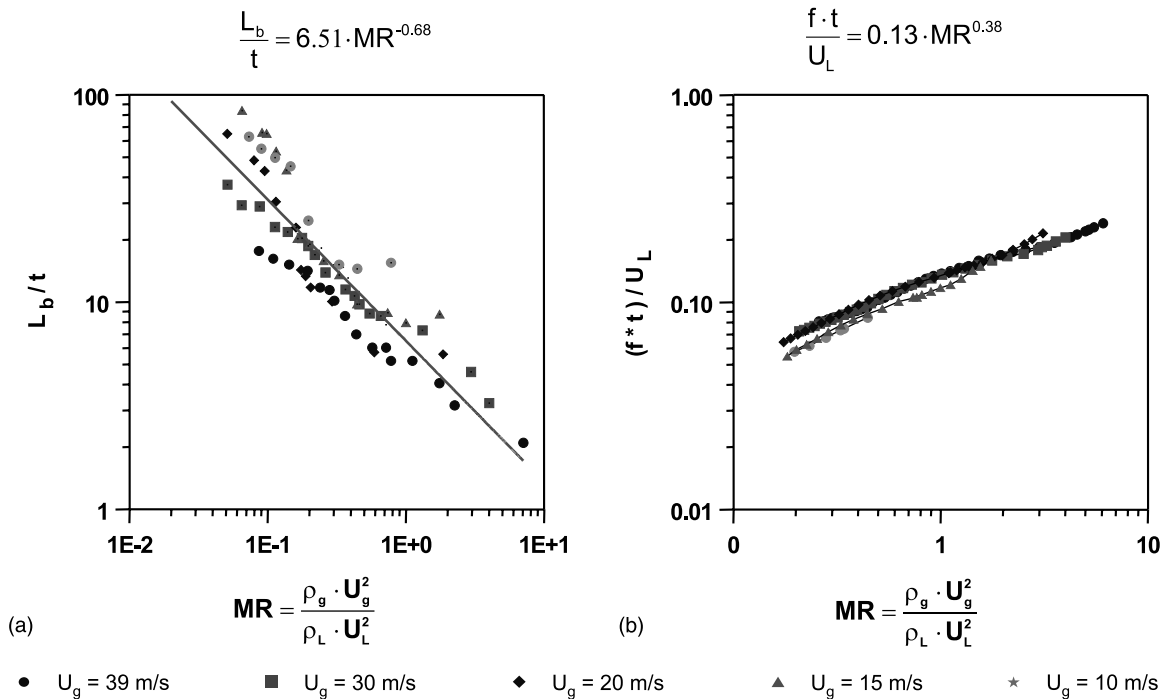 L_b/t = 6.51·MR^-0.68
f·t/U_L = 0.13·MR^0.38
100
10
1
L_b/t
1E-2 1E-1 1E+0 1E+1
1.00
0.10
0.01
(f*t)/U_L
0 1 10
(a) MR = ρ_g·U_g^2/ρ_L·U_L^2
(b) MR = ρ_g·U_g^2/ρ_L·U_L^2
● U_g = 39 m/s ■ U_g = 30 m/s ◆ U_g = 20 m/s ▲ U_g = 15 m/s ★ U_g = 10 m/s